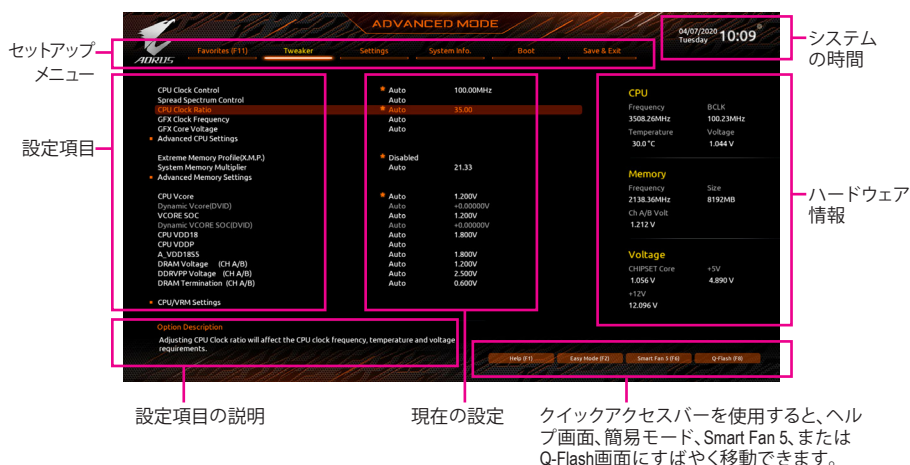 ADVANCED MODE
04/07/2020
Tuesday
10:09
AORUS
Favorites (F11) Tweaker Settings System Info. Boot Save & Exit
セットアップ
メニュー
システム
の時間
設定項目
CPU Clock Control * Auto 100.00MHz
Spread Spectrum Control Auto
CPU Clock Ratio * Auto 35.00
GFX Clock Frequency Auto
GFX Core Voltage Auto
Advanced CPU Settings
Extreme Memory Profile(X.M.P.) * Disabled
System Memory Multiplier Auto 21.33
Advanced Memory Settings
CPU Vcore * Auto 1.200V
Dynamic Vcore(DVID) Auto +0.00000V
VCORE SOC Auto 1.200V
Dynamic VCORE SOC(DVID) Auto +0.00000V
CPU VDD18 Auto 1.800V
CPU VDDP Auto
A_VDD18S5 Auto 1.800V
DRAM Voltage (CH A/B) Auto 1.200V
DDRVPP Voltage (CH A/B) Auto 2.500V
DRAM Termination (CH A/B) Auto 0.600V
CPU/VRM Settings
CPU
Frequency BCLK
3508.26MHz 100.23MHz
Temperature Voltage
30.0 °C 1.044 V
Memory
Frequency Size
2138.36MHz 8192MB
Ch A/B Volt
1.212 V
Voltage
CHIPSET Core +5V
1.056 V 4.890 V
+12V
12.096 V
ハードウェア
情報
Option Description
Adjusting CPU Clock ratio will affect the CPU clock frequency, temperature and voltage
requirements.
Help (F1) Easy Mode (F2) Smart Fan 5 (F6) Q-Flash (F8)
設定項目の説明
現在の設定
クイックアクセスバーを使用すると、ヘル
プ画面、簡易モード、Smart Fan 5、または
Q-Flash画面にすばやく移動できます。